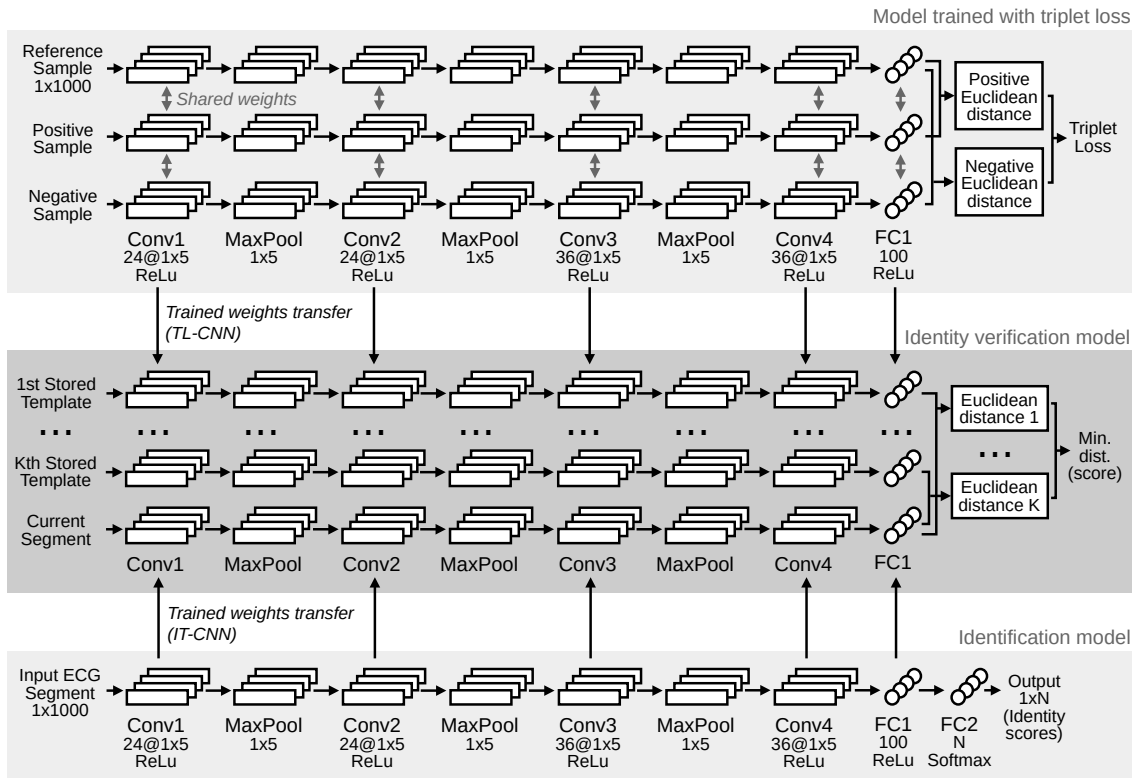 Model trained with triplet loss
Reference
Sample
1x1000
Shared weights
Positive
Sample
Negative
Sample
Positive
Euclidean
distance
Negative
Euclidean
distance
Triplet
Loss
Conv1
24@1x5
ReLu
MaxPool
1x5
Conv2
24@1x5
ReLu
MaxPool
1x5
Conv3
36@1x5
ReLu
MaxPool
1x5
Conv4
36@1x5
ReLu
FC1
100
ReLu
Trained weights transfer
(TL-CNN)
Identity verification model
1st Stored
Template
...
Kth Stored
Template
Current
Segment
... ... ... ... ... ... ... ...
Euclidean
distance 1
...
Euclidean
distance K
Min.
dist.
(score)
Conv1 MaxPool Conv2 MaxPool Conv3 MaxPool Conv4 FC1
Trained weights transfer
(IT-CNN)
Identification model
Input ECG
Segment
1x1000
Conv1
24@1x5
ReLu
MaxPool
1x5
Conv2
24@1x5
ReLu
MaxPool
1x5
Conv3
36@1x5
ReLu
MaxPool
1x5
Conv4
36@1x5
ReLu
FC1
100
ReLu
FC2
N
Softmax
Output
1xN
(Identity
scores)